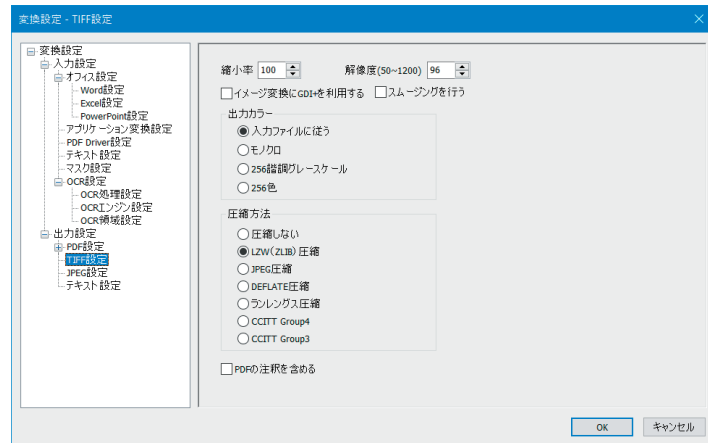 変換設定 - TIFF設定
変換設定
入力設定
オフィス設定
Word設定
Excel設定
PowerPoint設定
アプリケーション変換設定
PDF Driver設定
テキスト設定
マスク設定
OCR設定
OCR処理設定
OCRエンジン設定
OCR領域設定
出力設定
PDF設定
TIFF設定
JPEG設定
テキスト設定
縮小率 100 解像度(50~1200) 96
イメージ変換にGDI+を利用する スムージングを行う
出力カラー
入力ファイルに従う
モノクロ
256諧調グレースケール
256色
圧縮方法
圧縮しない
LZW(ZLIB) 圧縮
JPEG圧縮
DEFLATE圧縮
ランレングス圧縮
CCITT Group4
CCITT Group3
PDFの注釈を含める
OK キャンセル